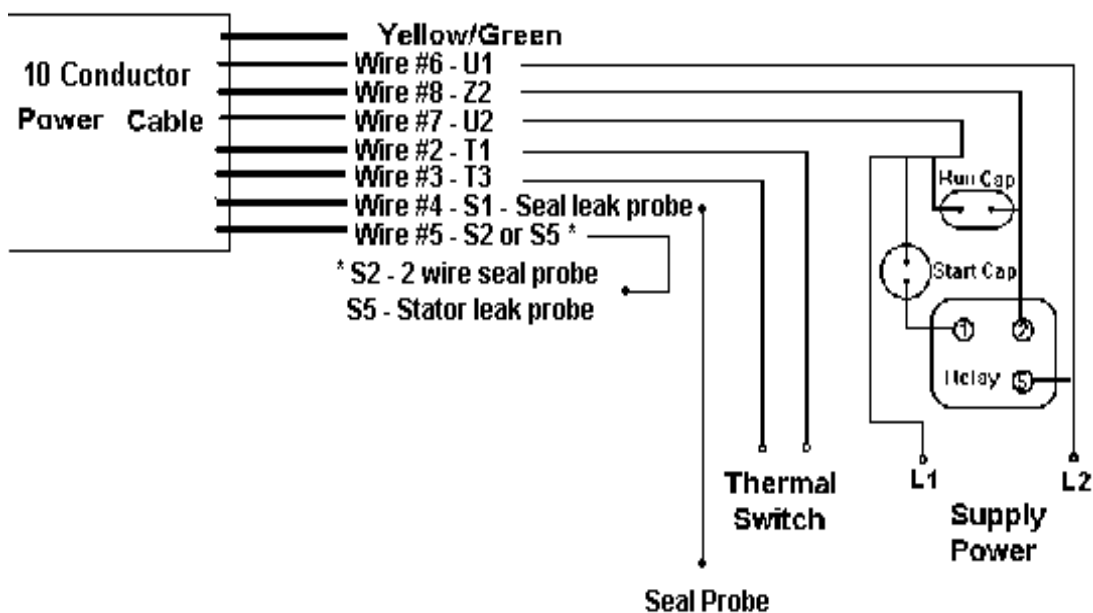 10 Conductor
Power Cable
Yellow/Green
Wire #6 - U1
Wire #8 - Z2
Wire #7 - U2
Wire #2 - T1
Wire #3 - T3
Wire #4 - S1 - Seal leak probe
Wire #5 - S2 or S5 *
* S2 - 2 wire seal probe
S5 - Stator leak probe
Run Cap
Start Cap
1 2
Relay 5
Thermal
Switch
L1 L2
Supply
Power
Seal Probe